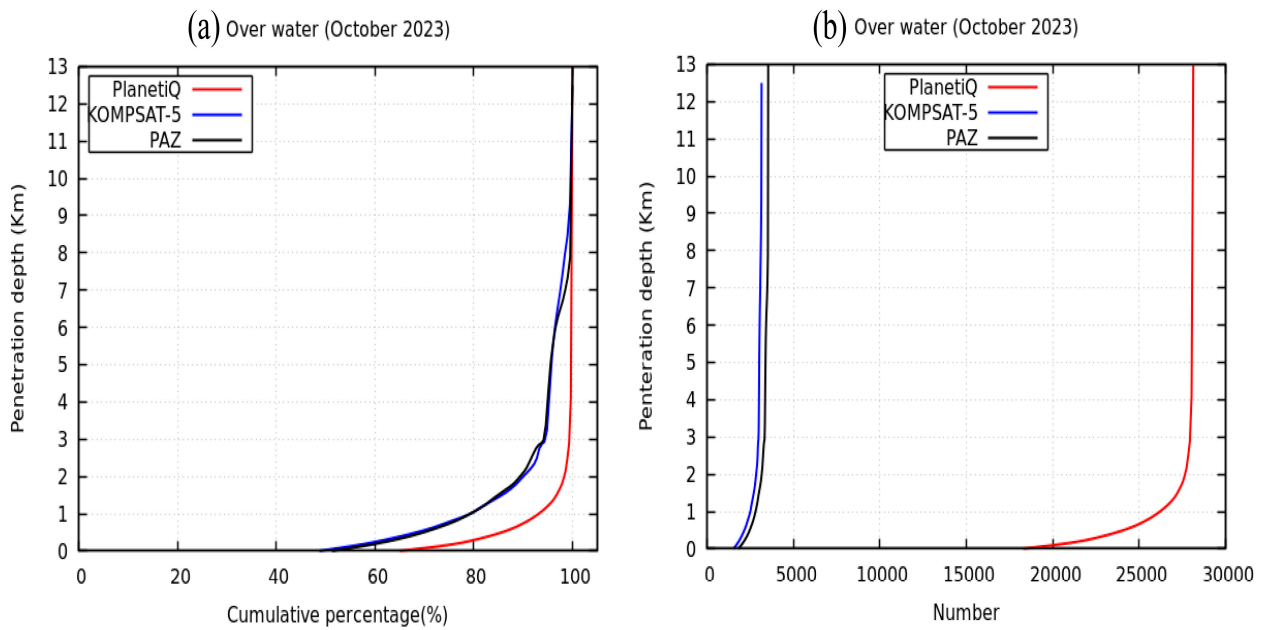 (a) Over water (October 2023)
PlanetiQ
KOMPSAT-5
PAZ
13
12
11
10
9
8
7
6
5
4
3
2
1
0
Penetration depth (Km)
0 20 40 60 80 100
Cumulative percentage(%)
(b) Over water (October 2023)
PlanetiQ
KOMPSAT-5
PAZ
13
12
11
10
9
8
7
6
5
4
3
2
1
0
Penteration depth (Km)
0 5000 10000 15000 20000 25000 30000
Number